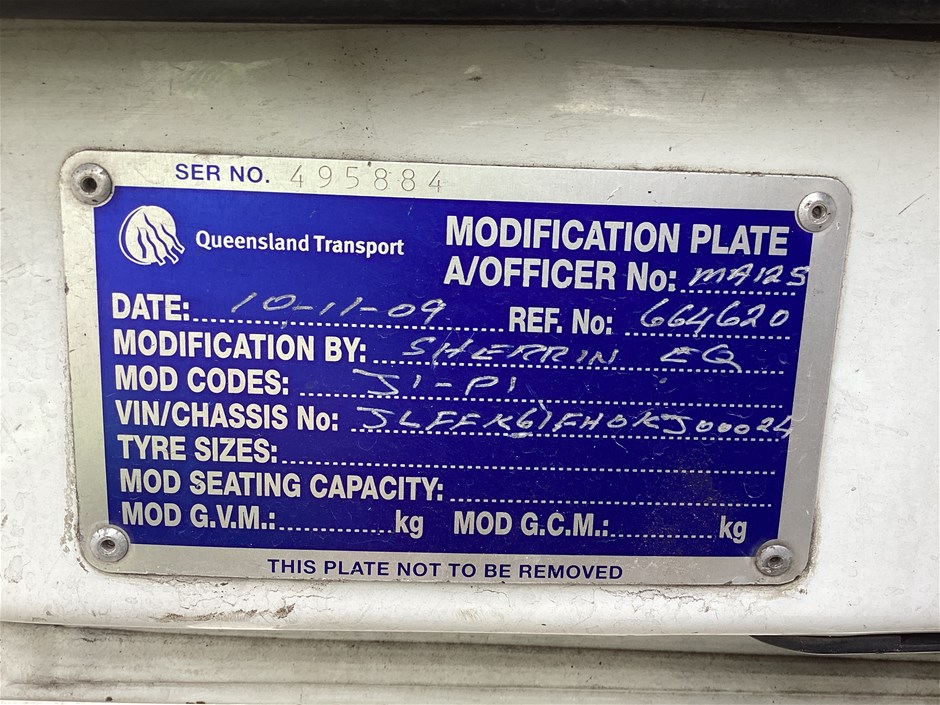 SER NO. 495884
Queensland Transport
MODIFICATION PLATE
A/OFFICER No: MA125
DATE: 10-11-09 REF. No: 664620
MODIFICATION BY: SHERRIN EQ
MOD CODES: J1-P1
VIN/CHASSIS No: JLFFK61FH0KJ00024
TYRE SIZES:
MOD SEATING CAPACITY:
MOD G.V.M.: kg MOD G.C.M.: kg
THIS PLATE NOT TO BE REMOVED